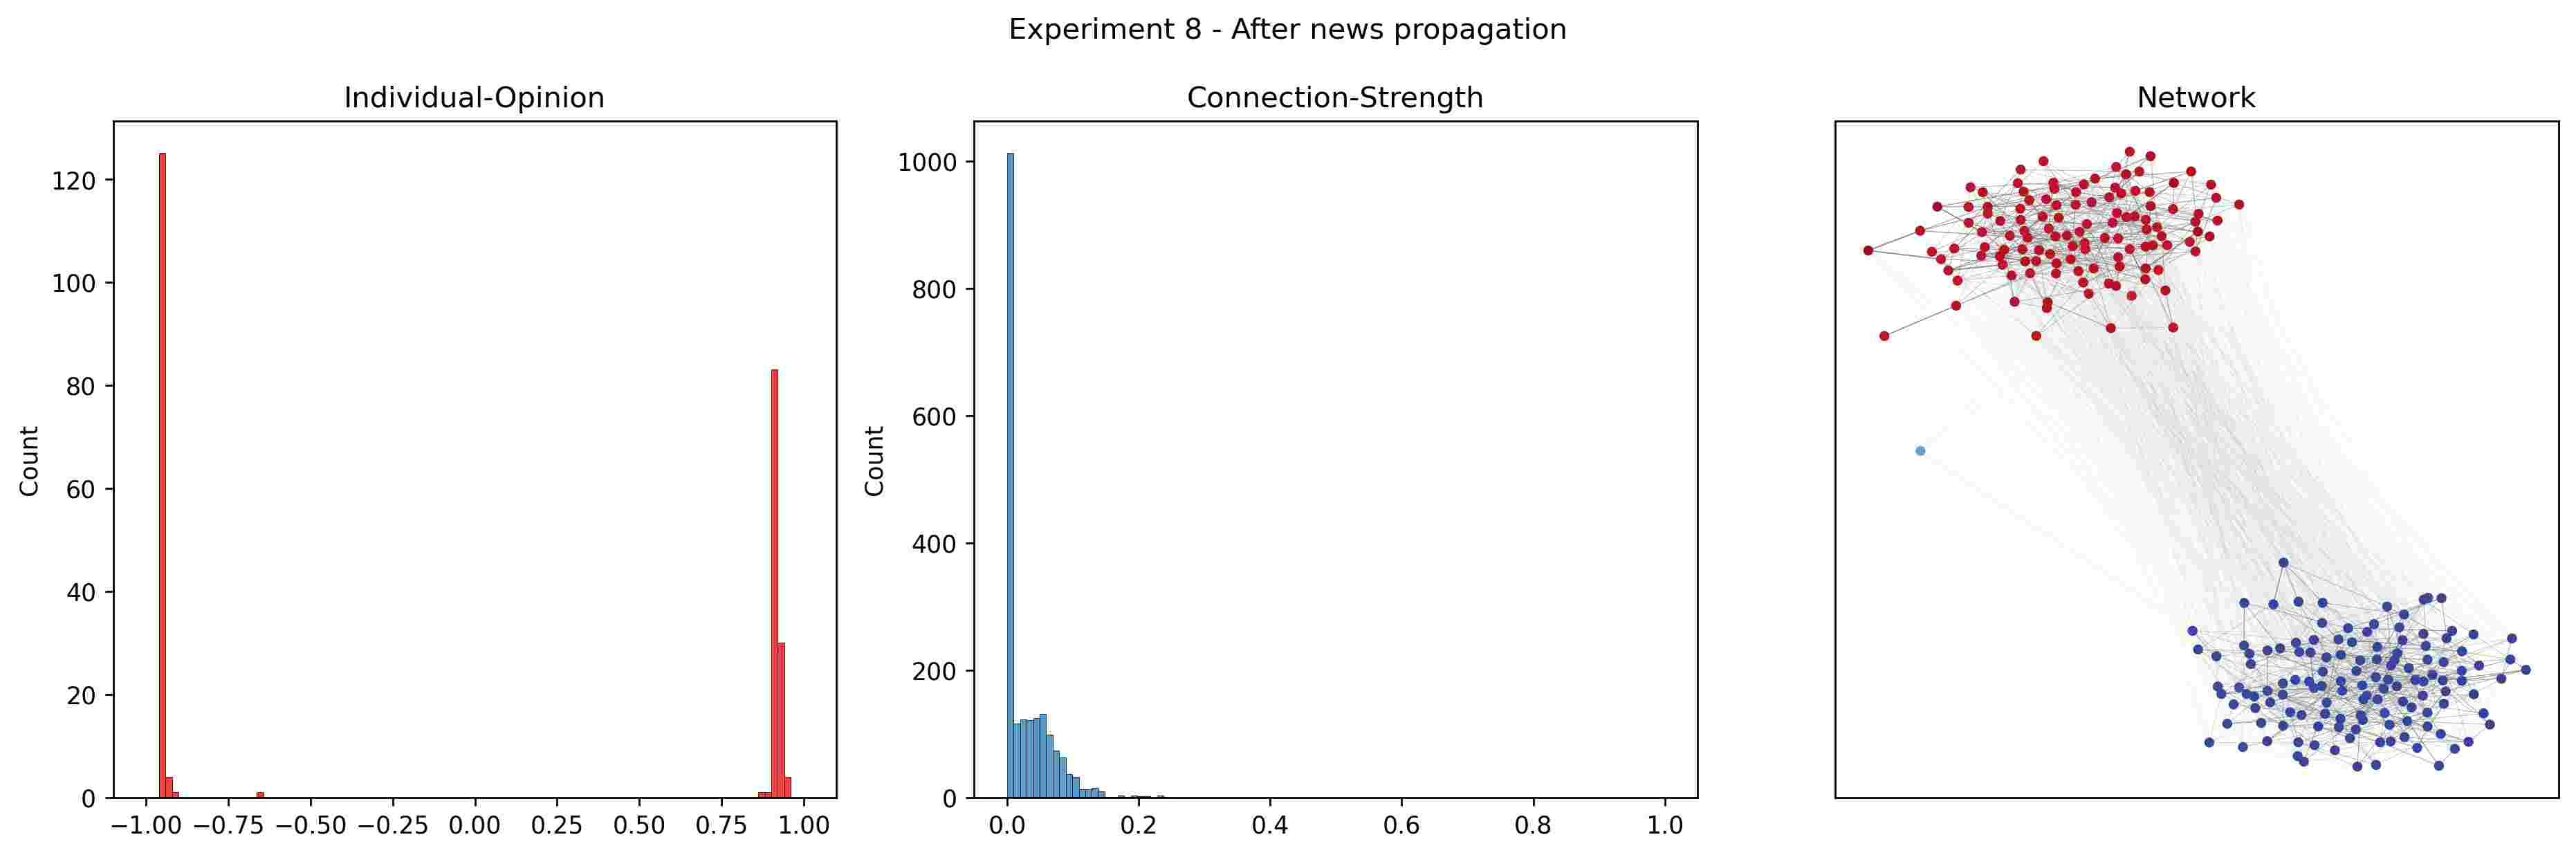 Experiment 8 - After news propagation
Individual-Opinion
Count
120
100
80
60
40
20
0
−1.00 −0.75 −0.50 −0.25 0.00 0.25 0.50 0.75 1.00
Connection-Strength
Count
1000
800
600
400
200
0
0.0 0.2 0.4 0.6 0.8 1.0
Network